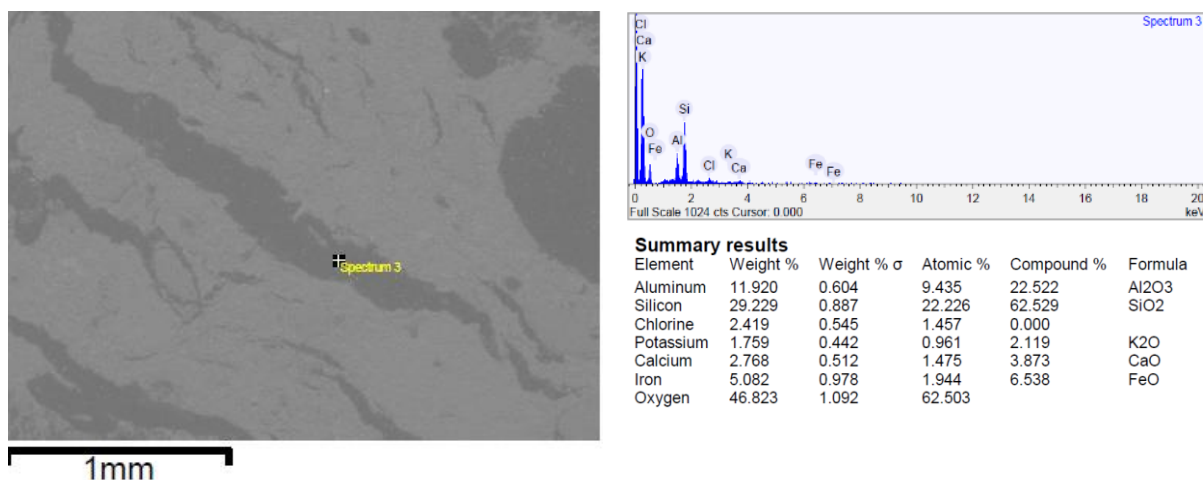 Spectrum 3
1mm
Spectrum 3
Cl
Ca
K
O
Fe
Al
Si
Cl
K
Ca
Fe
Fe
0 2 4 6 8 10 12 14 16 18 20
Full Scale 1024 cts Cursor: 0.000 keV
Summary results
Element Weight % Weight % σ Atomic % Compound % Formula
Aluminum 11.920 0.604 9.435 22.522 Al2O3
Silicon 29.229 0.887 22.226 62.529 SiO2
Chlorine 2.419 0.545 1.457 0.000
Potassium 1.759 0.442 0.961 2.119 K2O
Calcium 2.768 0.512 1.475 3.873 CaO
Iron 5.082 0.978 1.944 6.538 FeO
Oxygen 46.823 1.092 62.503